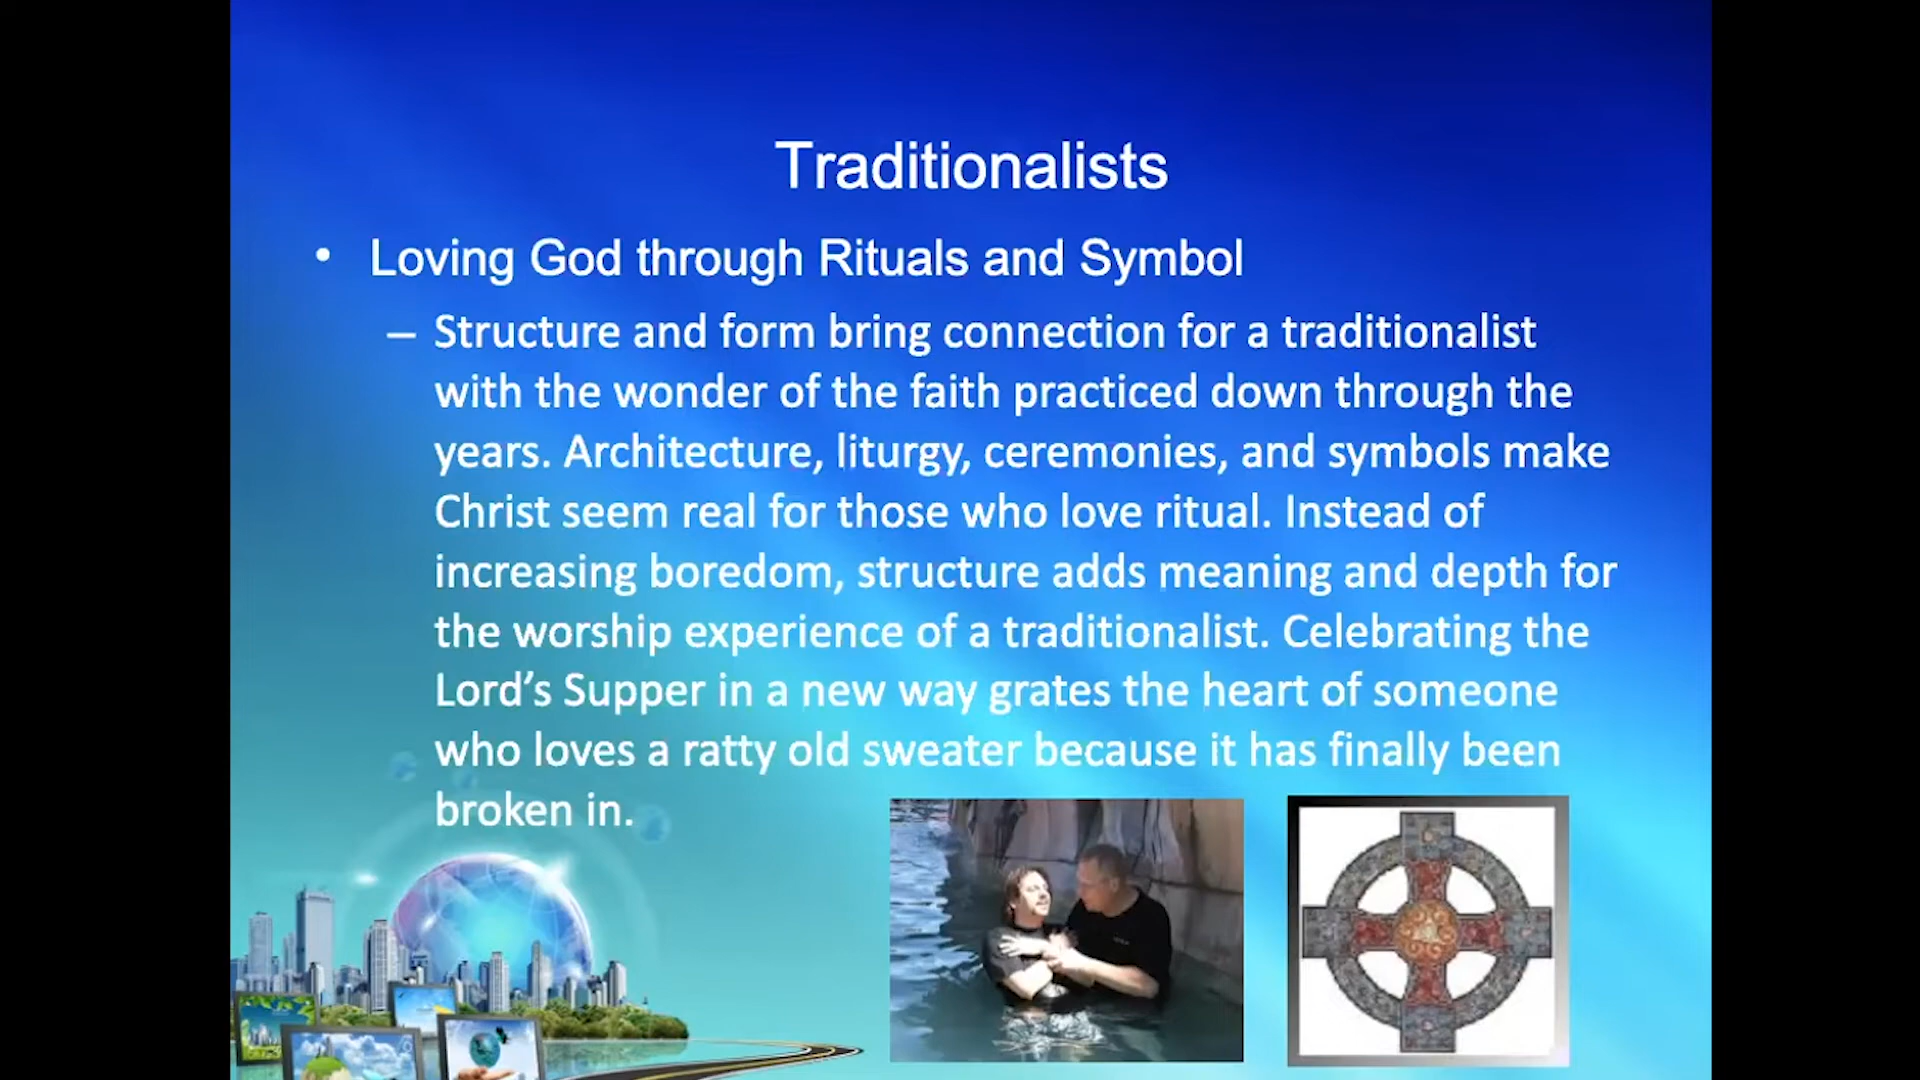 Traditionalists
• Loving God through Rituals and Symbol
– Structure and form bring connection for a traditionalist
with the wonder of the faith practiced down through the
years. Architecture, liturgy, ceremonies, and symbols make
Christ seem real for those who love ritual. Instead of
increasing boredom, structure adds meaning and depth for
the worship experience of a traditionalist. Celebrating the
Lord’s Supper in a new way grates the heart of someone
who loves a ratty old sweater because it has finally been
broken in.